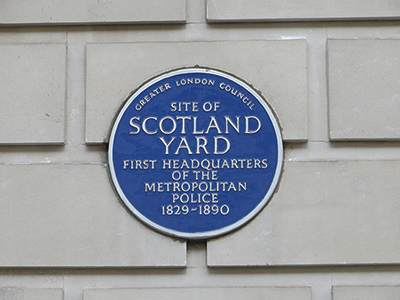 GREATER LONDON COUNCIL
SITE OF
SCOTLAND
YARD
FIRST HEADQUARTERS
OF THE
METROPOLITAN
POLICE
1829-1890